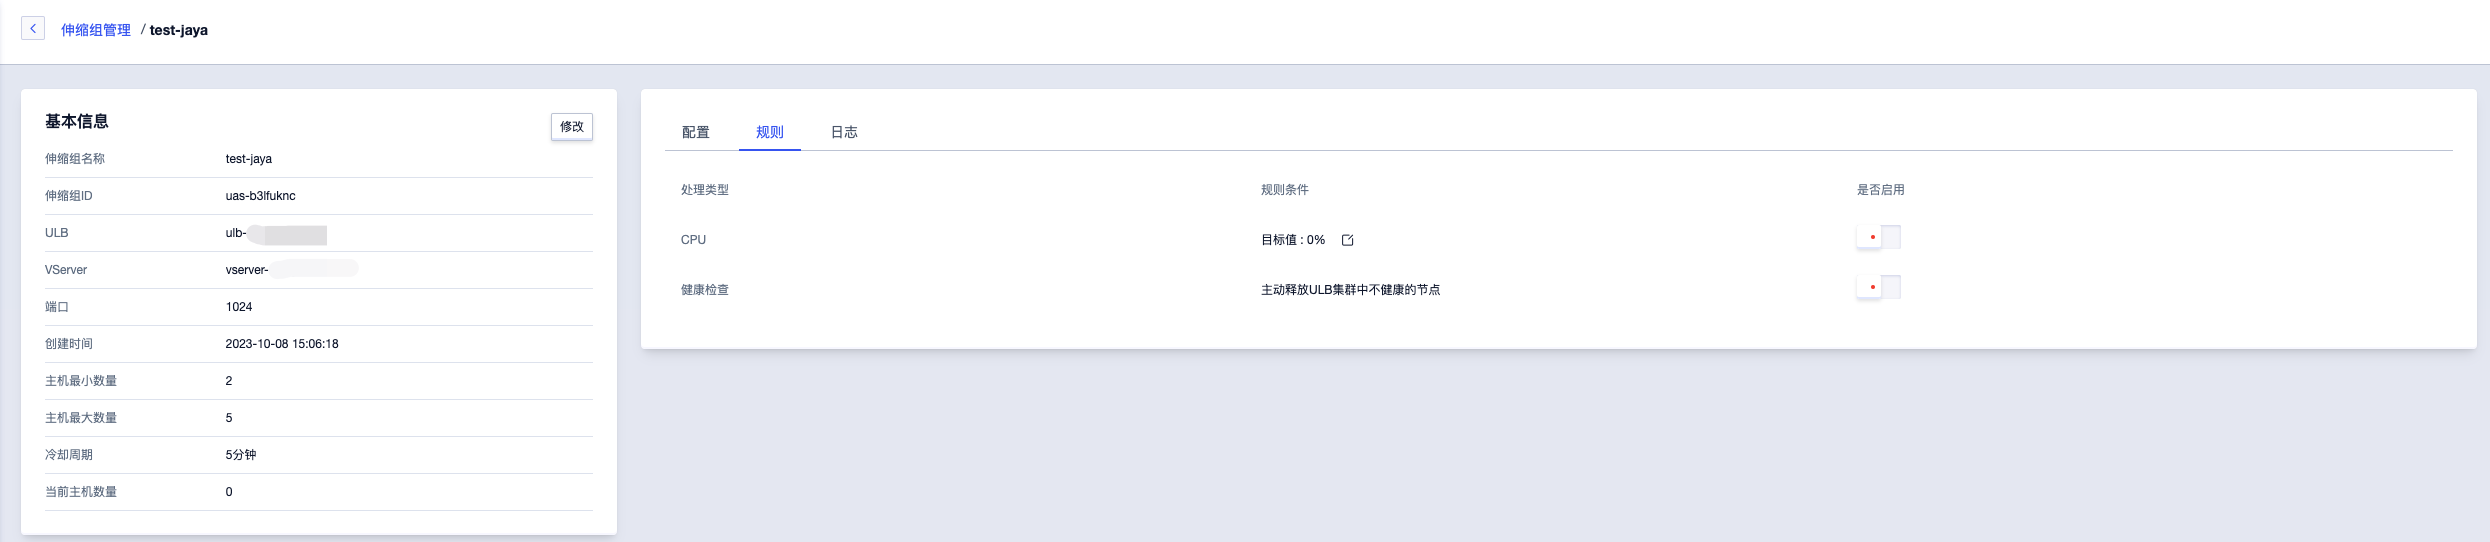 伸缩组管理 / test-jaya
基本信息
修改
伸缩组名称 test-jaya
伸缩组ID uas-b3lfuknc
ULB ulb-
VServer vserver-
端口 1024
创建时间 2023-10-08 15:06:18
主机最小数量 2
主机最大数量 5
冷却周期 5分钟
当前主机数量 0
配置 规则 日志
处理类型 规则条件 是否启用
CPU 目标值 : 0%
健康检查 主动释放ULB集群中不健康的节点